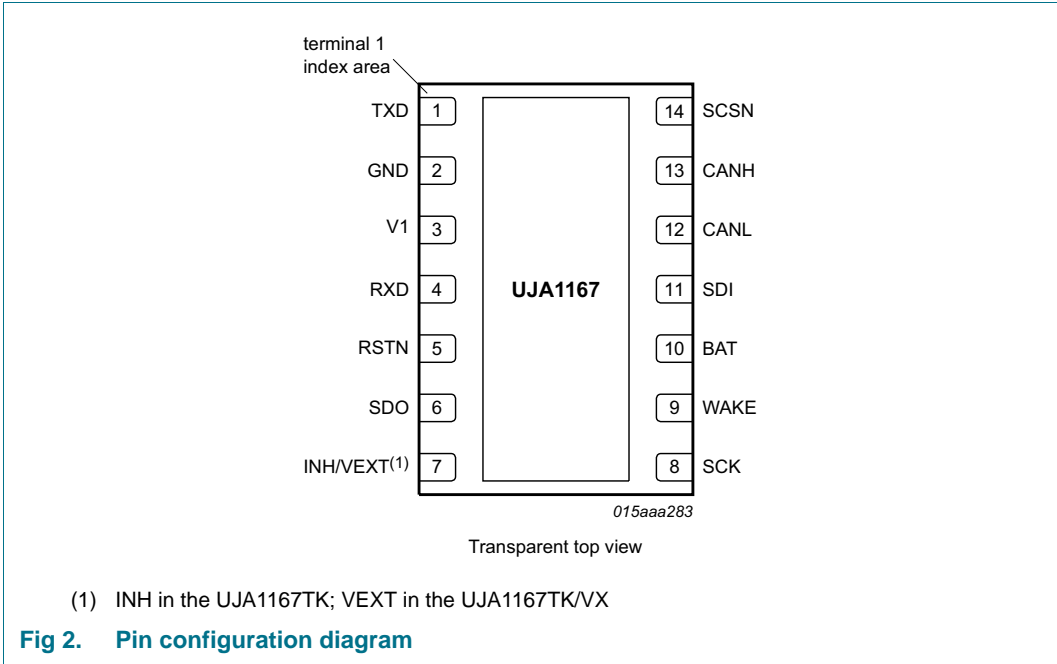 terminal 1
index area
TXD 1 14 SCSN
GND 2 13 CANH
V1 3 12 CANL
RXD 4 UJA1167 11 SDI
RSTN 5 10 BAT
SDO 6 9 WAKE
INH/VEXT(1) 7 8 SCK
015aaa283
Transparent top view
(1) INH in the UJA1167TK; VEXT in the UJA1167TK/VX
Fig 2. Pin configuration diagram